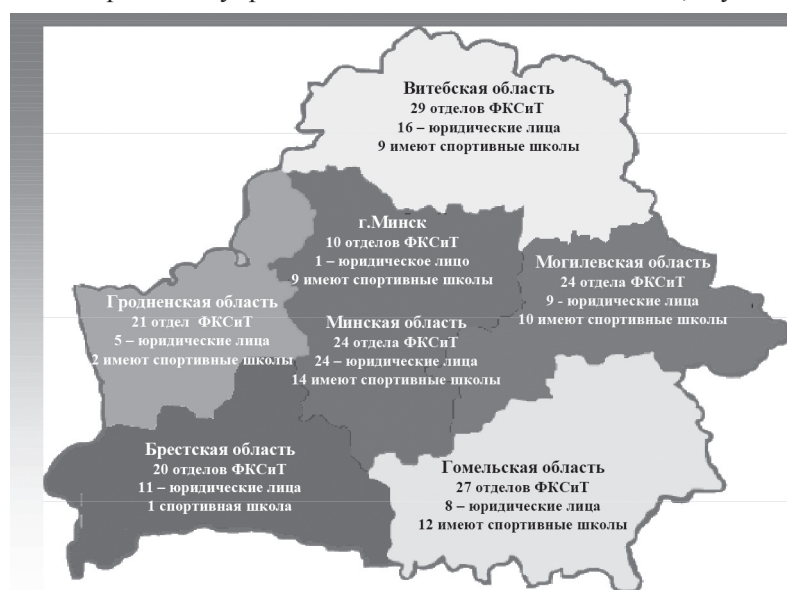 Витебская область
29 отделов ФКСиТ
16 – юридические лица
9 имеют спортивные школы
г.Минск
10 отделов ФКСиТ
1 – юридическое лицо
9 имеют спортивные школы
Могилевская область
24 отдела ФКСиТ
9 - юридические лица
10 имеют спортивные школы
Гродненская область
21 отдел ФКСиТ
5 – юридические лица
2 имеют спортивные школы
Минская область
24 отдела ФКСиТ
24 – юридические лица
14 имеют спортивные школы
Брестская область
20 отделов ФКСиТ
11 – юридические лица
1 спортивная школа
Гомельская область
27 отделов ФКСиТ
8 – юридические лица
12 имеют спортивные школы